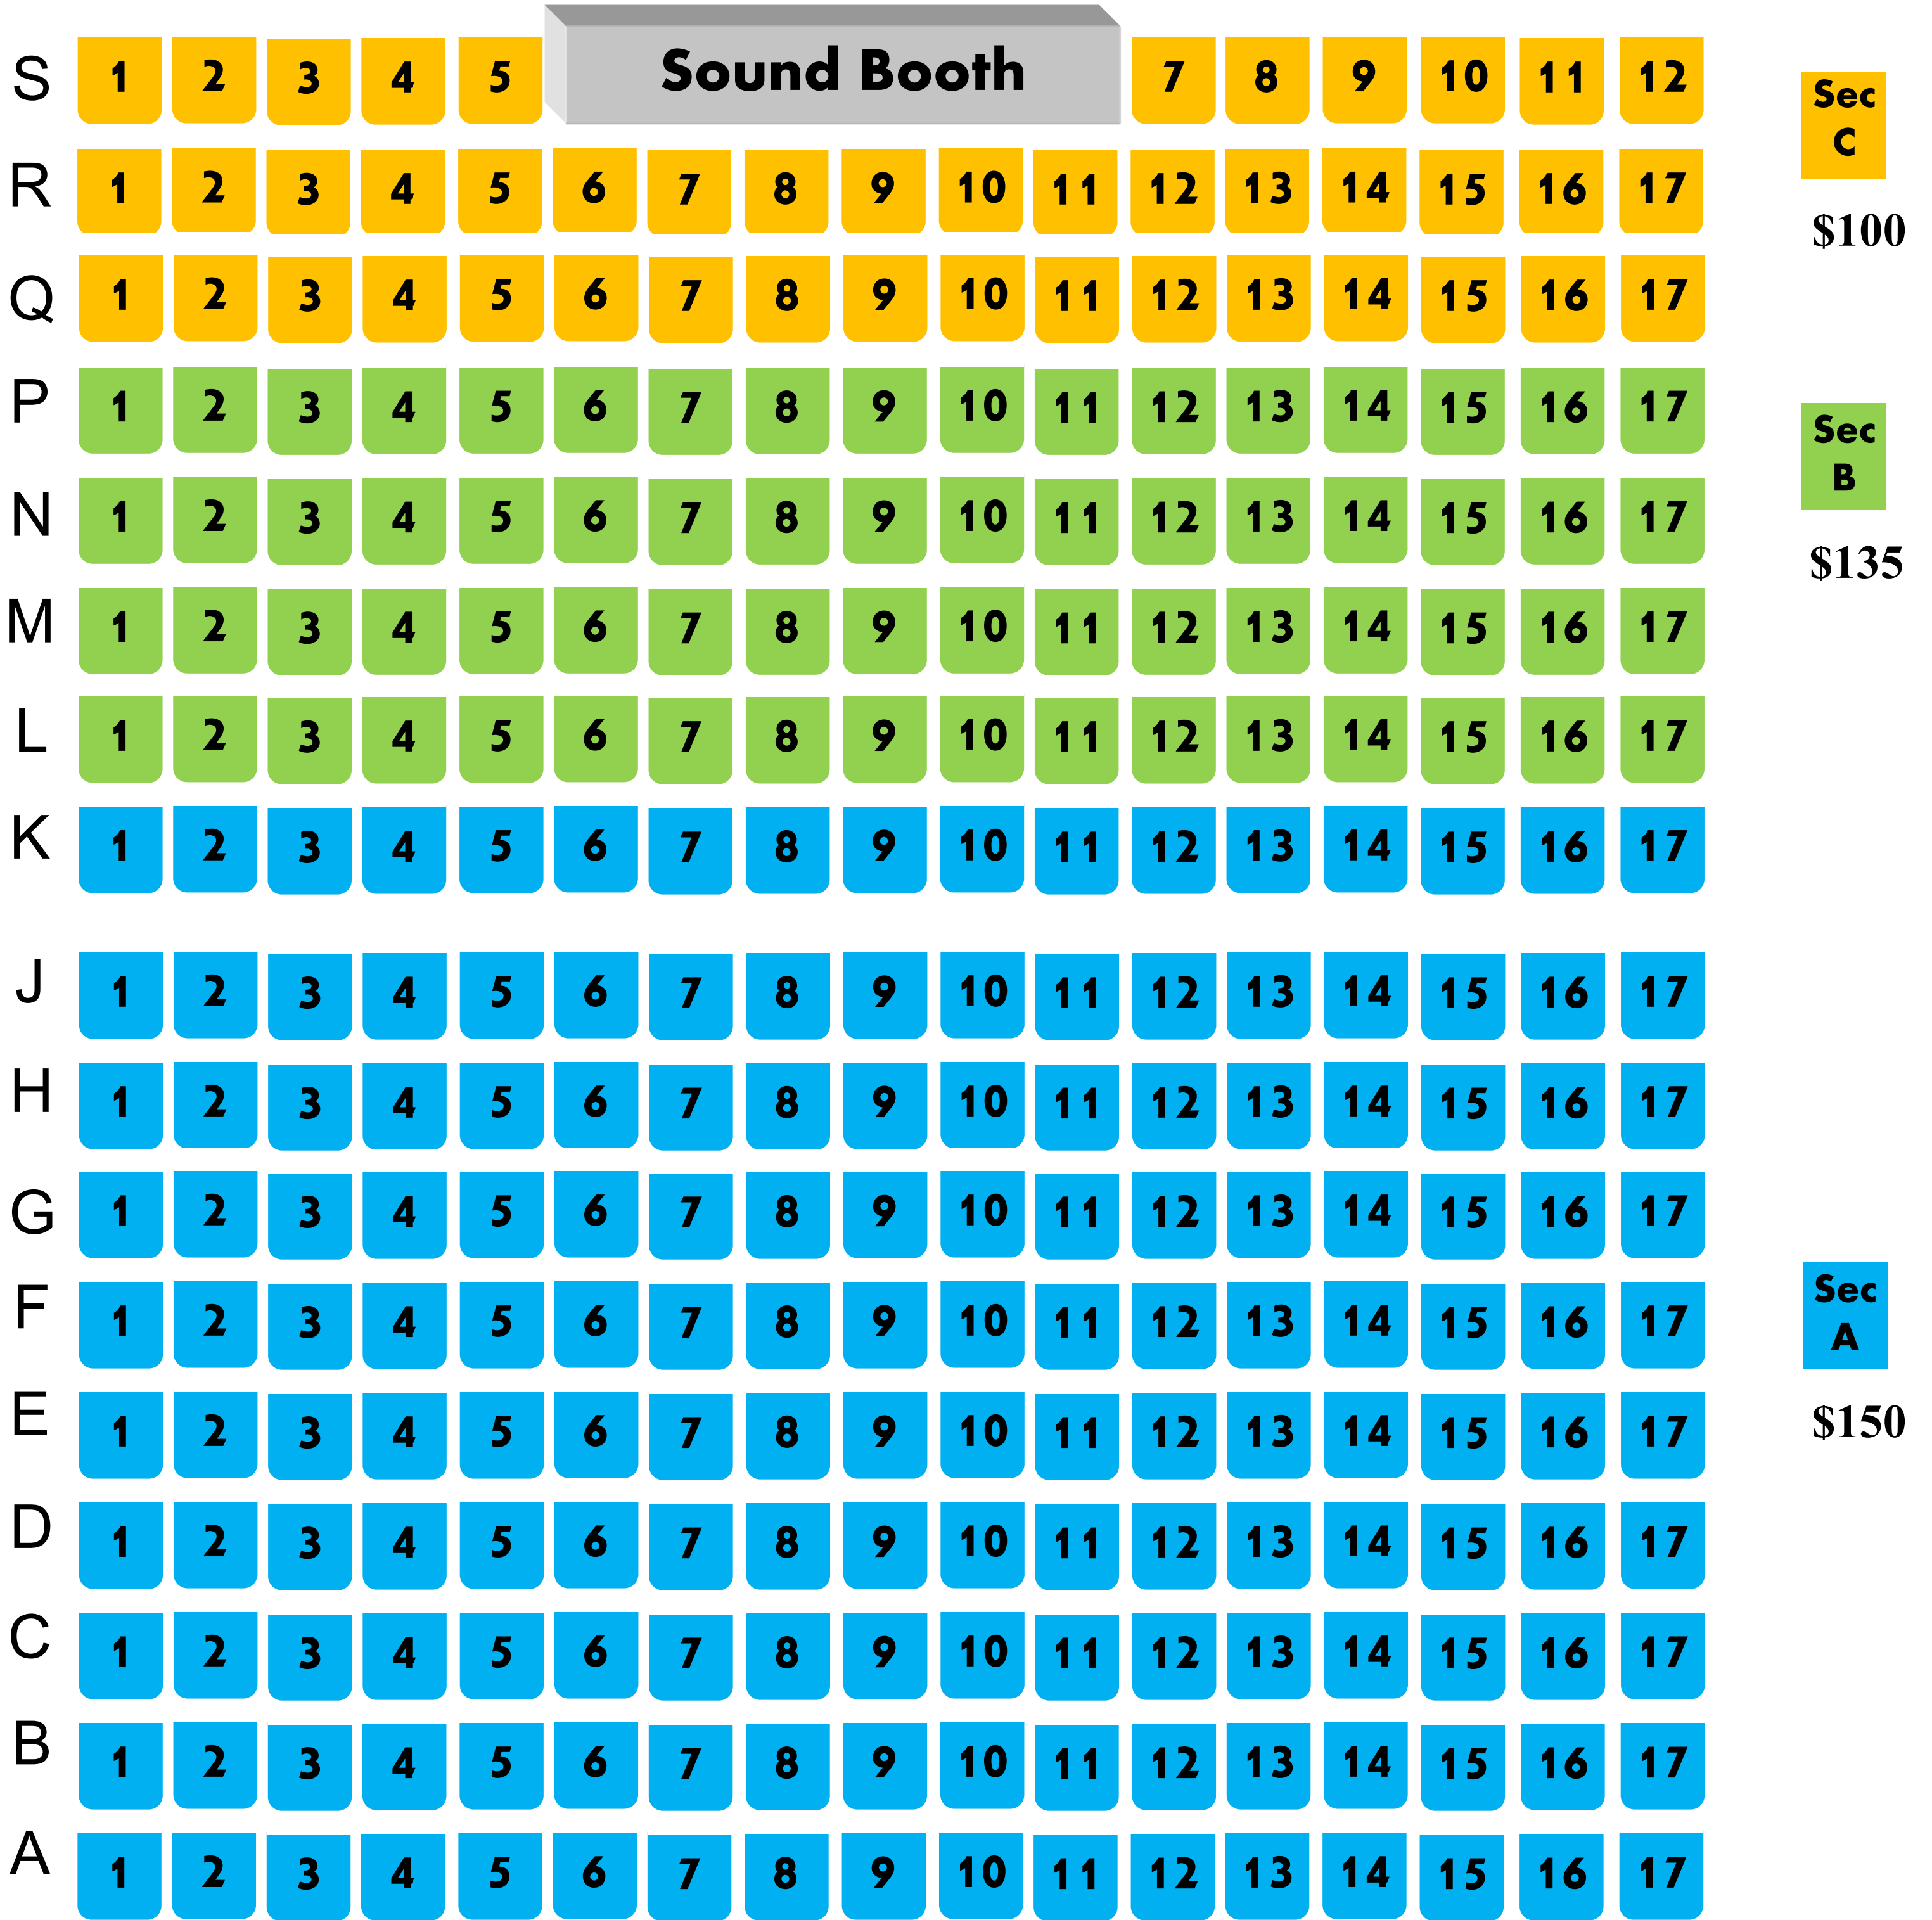 S 1 2 3 4 5 Sound Booth 7 8 9 10 11 12
Sec
C
R 1 2 3 4 5 6 7 8 9 10 11 12 13 14 15 16 17
$100
Q 1 2 3 4 5 6 7 8 9 10 11 12 13 14 15 16 17
P 1 2 3 4 5 6 7 8 9 10 11 12 13 14 15 16 17
Sec
B
N 1 2 3 4 5 6 7 8 9 10 11 12 13 14 15 16 17
$135
M 1 2 3 4 5 6 7 8 9 10 11 12 13 14 15 16 17
L 1 2 3 4 5 6 7 8 9 10 11 12 13 14 15 16 17
K 1 2 3 4 5 6 7 8 9 10 11 12 13 14 15 16 17
J 1 2 3 4 5 6 7 8 9 10 11 12 13 14 15 16 17
H 1 2 3 4 5 6 7 8 9 10 11 12 13 14 15 16 17
G 1 2 3 4 5 6 7 8 9 10 11 12 13 14 15 16 17
F 1 2 3 4 5 6 7 8 9 10 11 12 13 14 15 16 17
Sec
A
E 1 2 3 4 5 6 7 8 9 10 11 12 13 14 15 16 17
$150
D 1 2 3 4 5 6 7 8 9 10 11 12 13 14 15 16 17
C 1 2 3 4 5 6 7 8 9 10 11 12 13 14 15 16 17
B 1 2 3 4 5 6 7 8 9 10 11 12 13 14 15 16 17
A 1 2 3 4 5 6 7 8 9 10 11 12 13 14 15 16 17